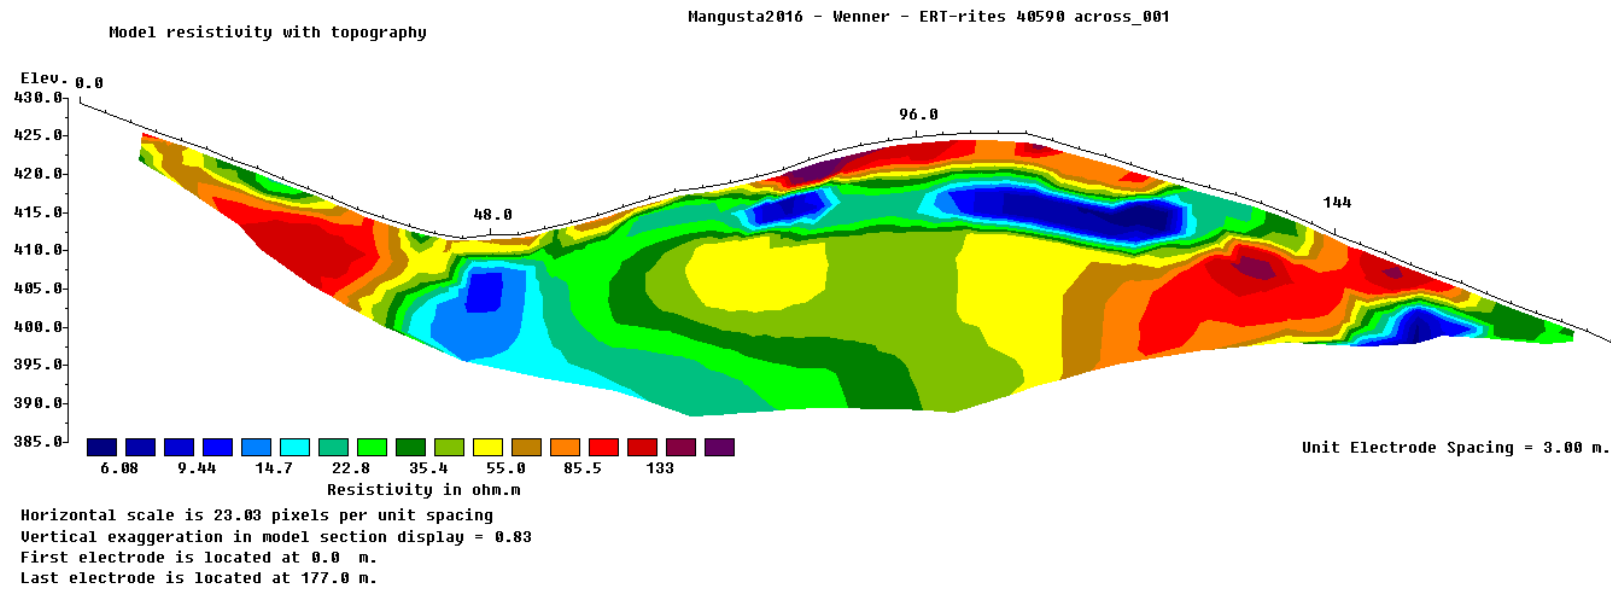 Mangusta2016 - Wenner - ERT-rites 40590 across_001
Model resistivity with topography
Elev. 0.0
430.0
425.0
420.0
415.0
410.0
405.0
400.0
395.0
390.0
385.0
48.0
96.0
144
6.08 9.44 14.7 22.8 35.4 55.0 85.5 133
Resistivity in ohm.m
Unit Electrode Spacing = 3.00 m.
Horizontal scale is 23.03 pixels per unit spacing
Vertical exaggeration in model section display = 0.83
First electrode is located at 0.0 m.
Last electrode is located at 177.0 m.